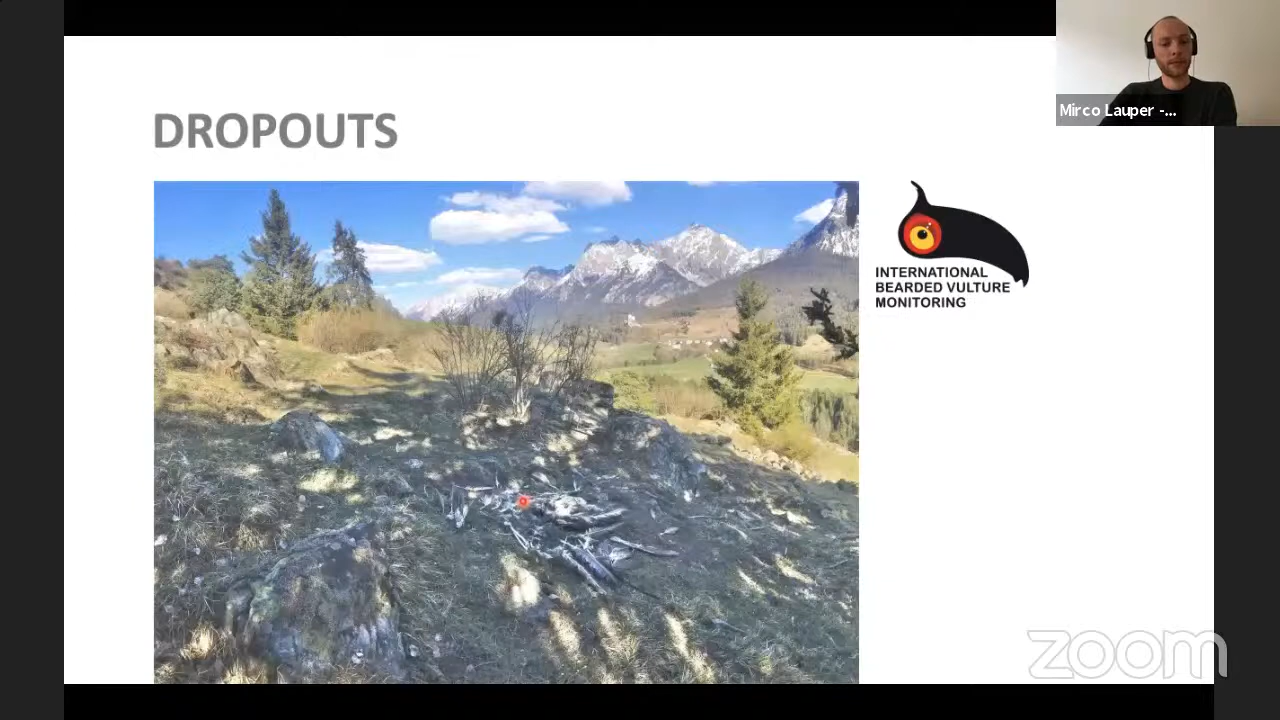 Mirco Lauper -...
DROPOUTS
INTERNATIONAL
BEARDED VULTURE
MONITORING
zoom